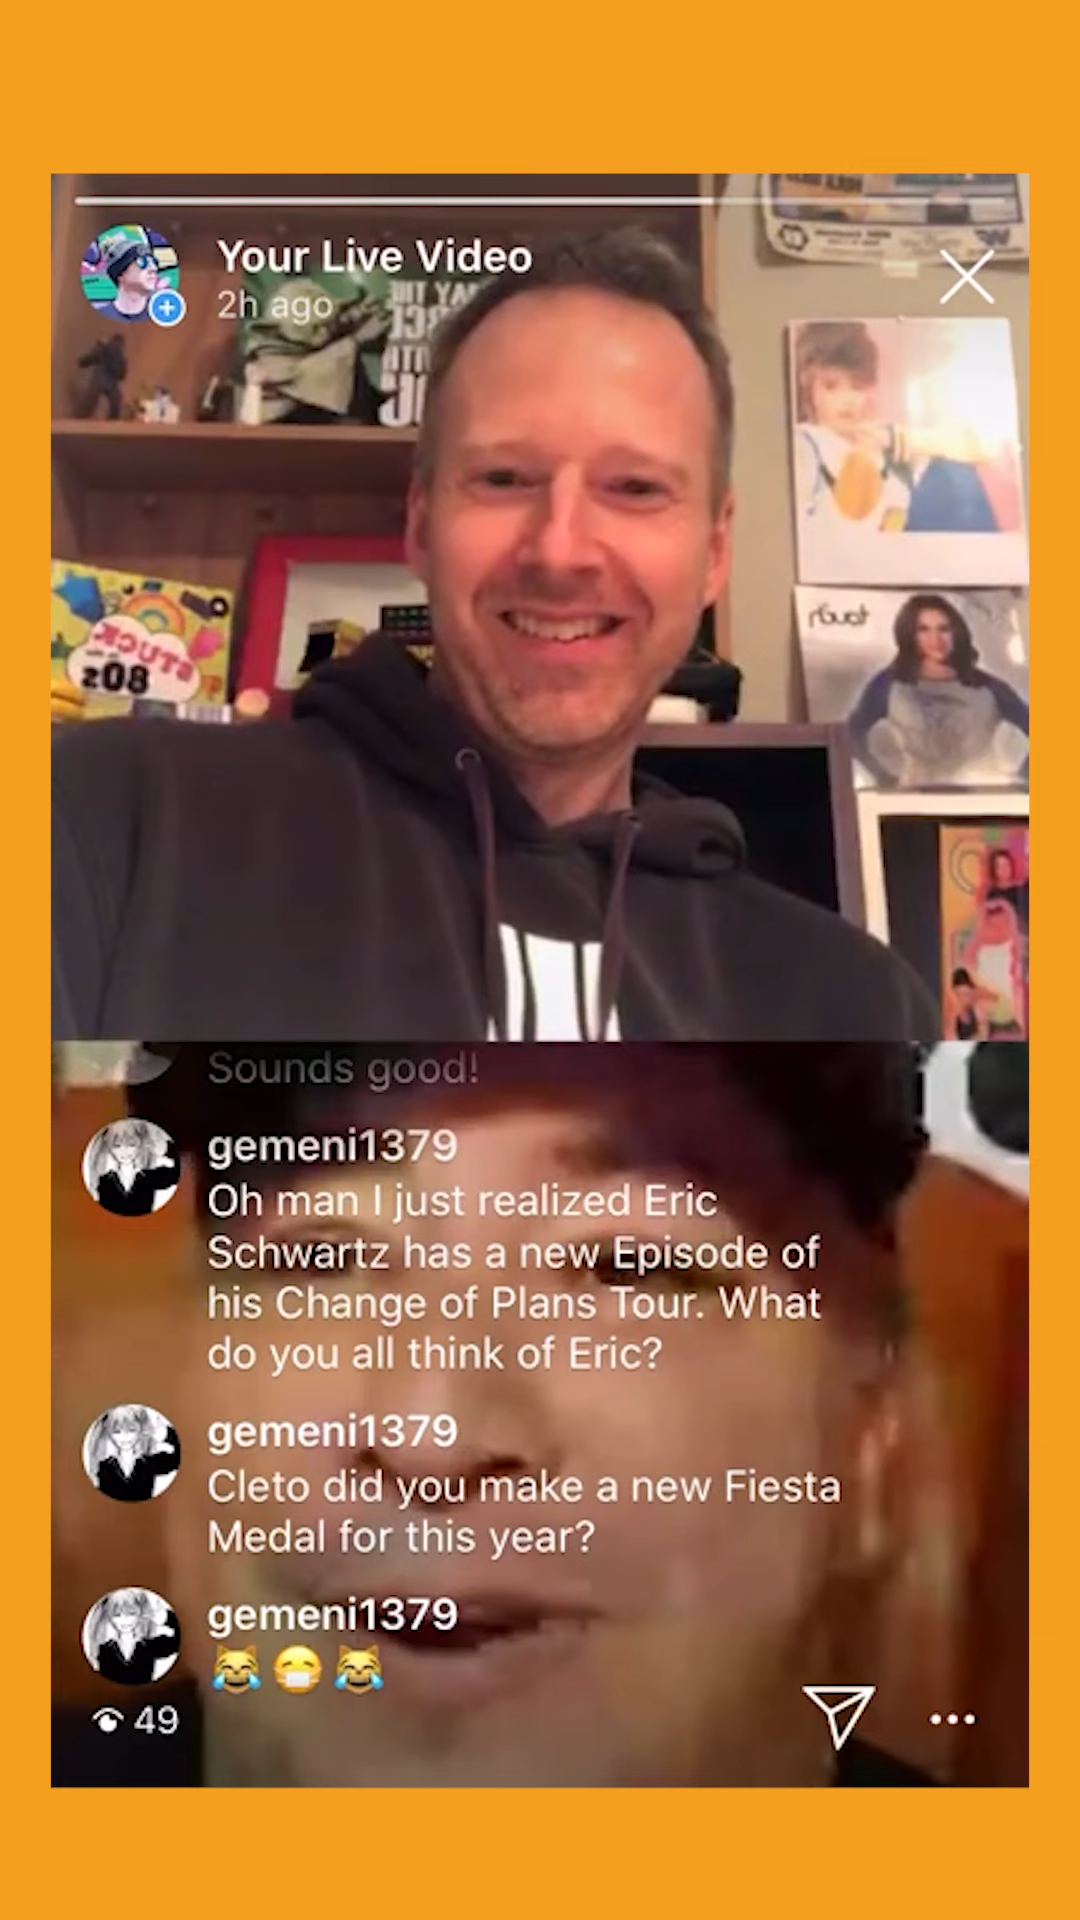 Your Live Video
2h ago
80s
Sounds good!
gemeni1379
Oh man I just realized Eric
Schwartz has a new Episode of
his Change of Plans Tour. What
do you all think of Eric?
gemeni1379
Cleto did you make a new Fiesta
Medal for this year?
gemeni1379
😹😷😹
49